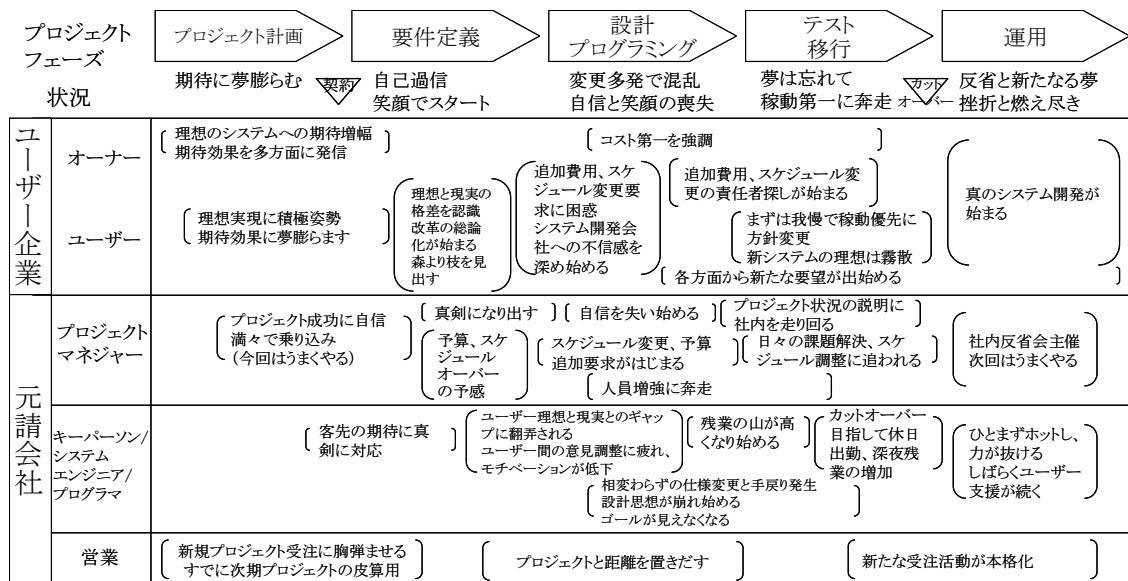 プロジェクト
フェーズ
プロジェクト計画
要件定義
設計
プログラミング
テスト
移行
運用
状況
期待に夢膨らむ
契約
自己過信
笑顔でスタート
変更多発で混乱
自信と笑顔の喪失
夢は忘れて
稼動第一に奔走
カット
オーバー
反省と新たなる夢
挫折と燃え尽き
ユーザー企業
オーナー
理想のシステムへの期待増幅
期待効果を多方面に発信
コスト第一を強調
ユーザー
理想実現に積極姿勢
期待効果に夢膨らます
理想と現実の
格差を認識
改革の総論
化が始まる
森より枝を見
出す
追加費用、スケ
ジュール変更要
求に困惑
システム開発会
社への不信感を
深め始める
追加費用、スケジュール変
更の責任者探しが始まる
まずは我慢で稼動優先に
方針変更
新システムの理想は霧散
各方面から新たな要望が出始める
真のシステム開発が
始まる
元請会社
プロジェクト
マネジャー
プロジェクト成功に自信
満々で乗り込み
(今回はうまくやる)
真剣になり出す
予算、スケ
ジュール
オーバー
の予感
自信を失い始める
スケジュール変更、予算
追加要求がはじまる
人員増強に奔走
プロジェクト状況の説明に
社内を走り回る
日々の課題解決、スケ
ジュール調整に追われる
社内反省会主催
次回はうまくやる
キーパーソン/
システム
エンジニア/
プログラマ
客先の期待に真
剣に対応
ユーザー理想と現実とのギャッ
プに翻弄される
ユーザー間の意見調整に疲れ、
モチベーションが低下
残業の山が高
くなり始める
相変わらずの仕様変更と手戻り発生
設計思想が崩れ始める
ゴールが見えなくなる
カットオーバー
目指して休日
出勤、深夜残
業の増加
ひとまずホットし、
力が抜ける
しばらくユーザー
支援が続く
営業
新規プロジェクト受注に胸弾ませる
すでに次期プロジェクトの皮算用
プロジェクトと距離を置きだす
新たな受注活動が本格化